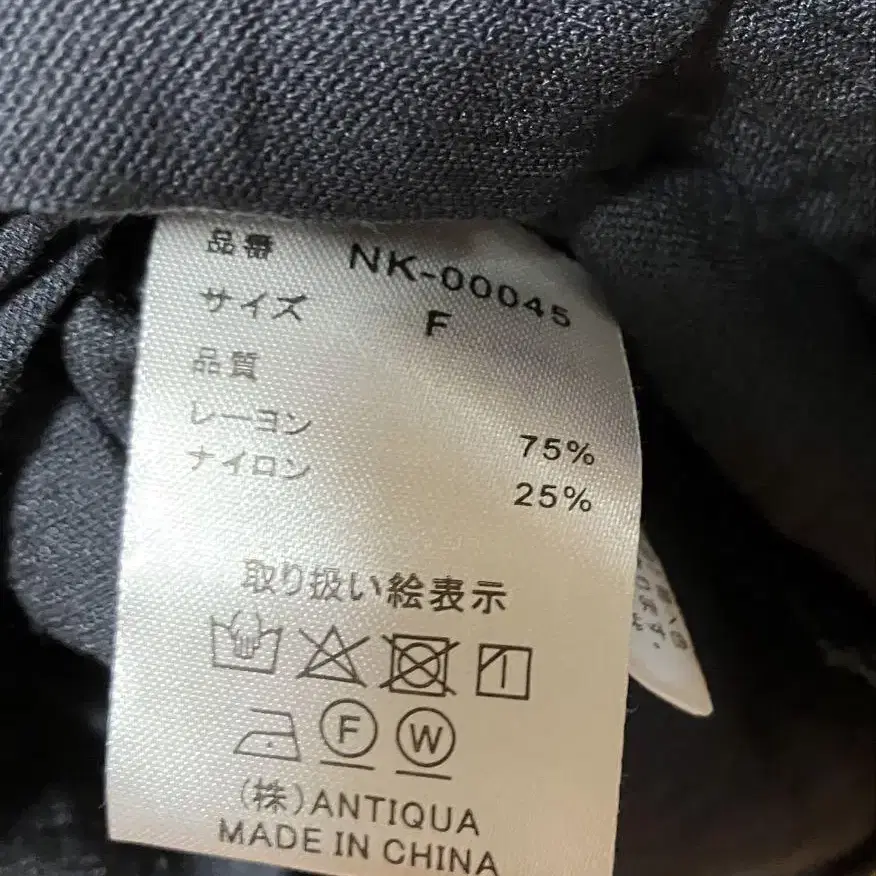 品番 NK-00045
サイズ F
品質
レーヨン 75%
ナイロン 25%
取り扱い絵表示
F W
(株)ANTIQUA
MADE IN CHINA